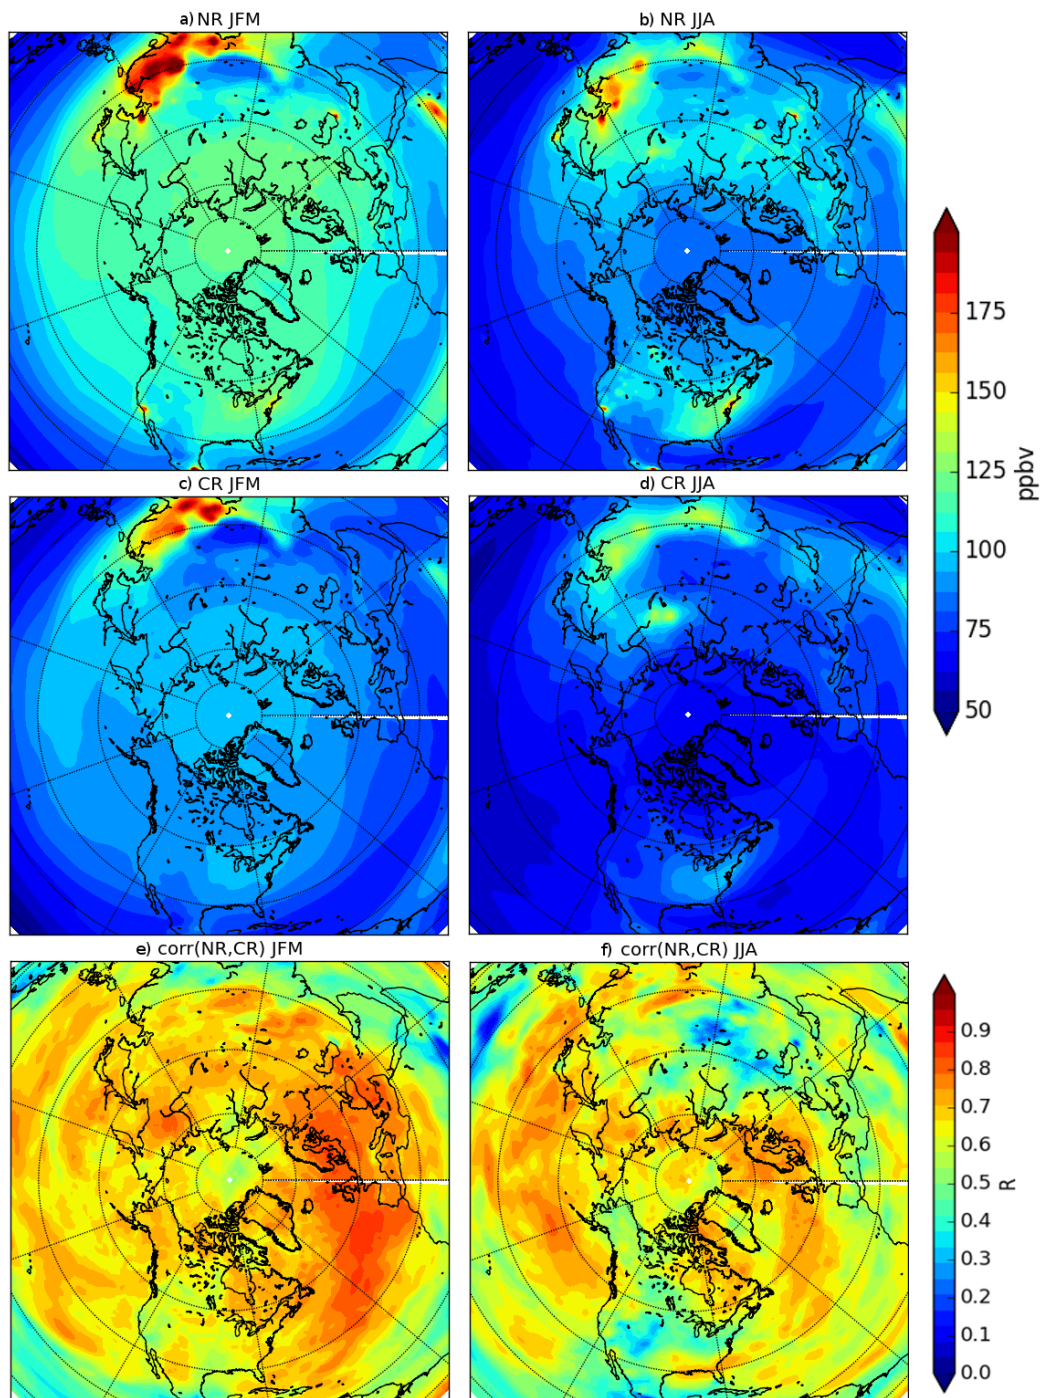 a) NR JFM
b) NR JJA
175
150
125
100
75
50
ppbv
c) CR JFM
d) CR JJA
e) corr(NR,CR) JFM
f) corr(NR,CR) JJA
0.9
0.8
0.7
0.6
0.5
0.4
0.3
0.2
0.1
0.0
R